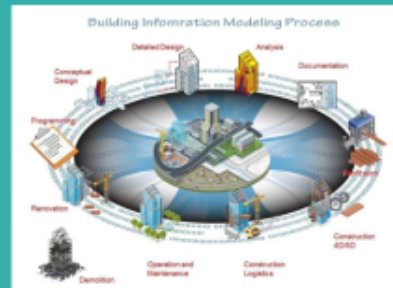 Building Infomration Modeling Process
Detailed Design
Analysis
Conceptual
Design
Documentation
Programming
Fabrication
Renovation
Construction
4D/5D
Operation and
Maintenance
Construction
Logistics
Demolition